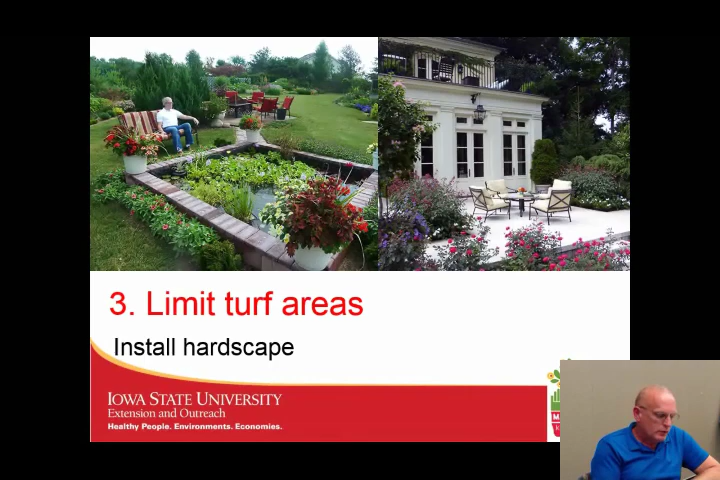 3. Limit turf areas
Install hardscape
IOWA STATE UNIVERSITY
Extension and Outreach
Healthy People. Environments. Economies.